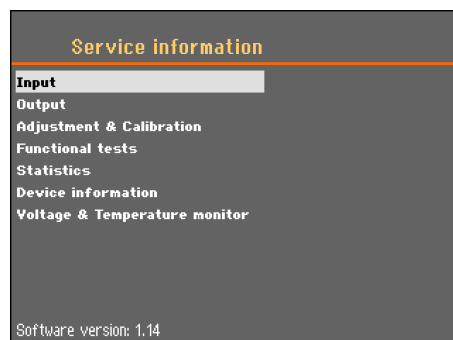 Service information
Input
Output
Adjustment & Calibration
Functional tests
Statistics
Device information
Voltage & Temperature monitor
Software version: 1.14